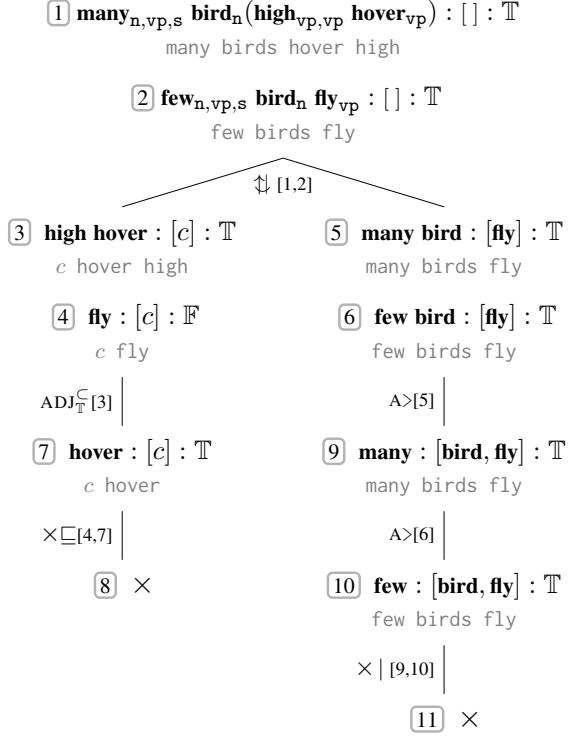 1 many_{n,vp,s} bird_n(high_{vp,vp} hover_{vp}) : [ ] : 𝕋
many birds hover high
2 few_{n,vp,s} bird_n fly_{vp} : [ ] : 𝕋
few birds fly
⇅ [1,2]
3 high hover : [c] : 𝕋
c hover high
4 fly : [c] : 𝔽
c fly
ADJ^⊂_𝕋[3]
7 hover : [c] : 𝕋
c hover
×⊑[4,7]
8 ×
5 many bird : [fly] : 𝕋
many birds fly
6 few bird : [fly] : 𝕋
few birds fly
A>[5]
9 many : [bird, fly] : 𝕋
many birds fly
A>[6]
10 few : [bird, fly] : 𝕋
few birds fly
× | [9,10]
11 ×